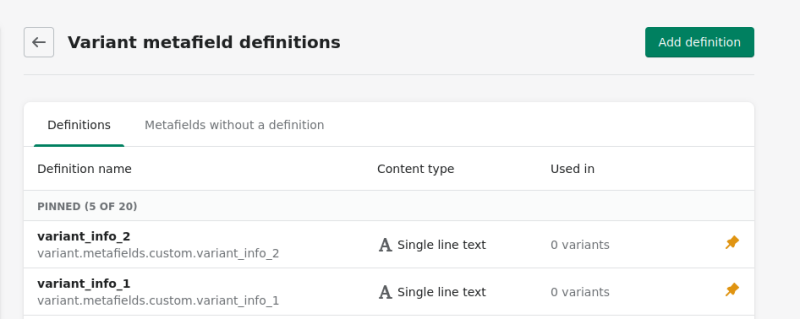 Variant metafield definitions
Add definition
Definitions
Metafields without a definition
Definition name
Content type
Used in
PINNED (5 OF 20)
variant_info_2
variant.metafields.custom.variant_info_2
Single line text
0 variants
variant_info_1
variant.metafields.custom.variant_info_1
Single line text
0 variants